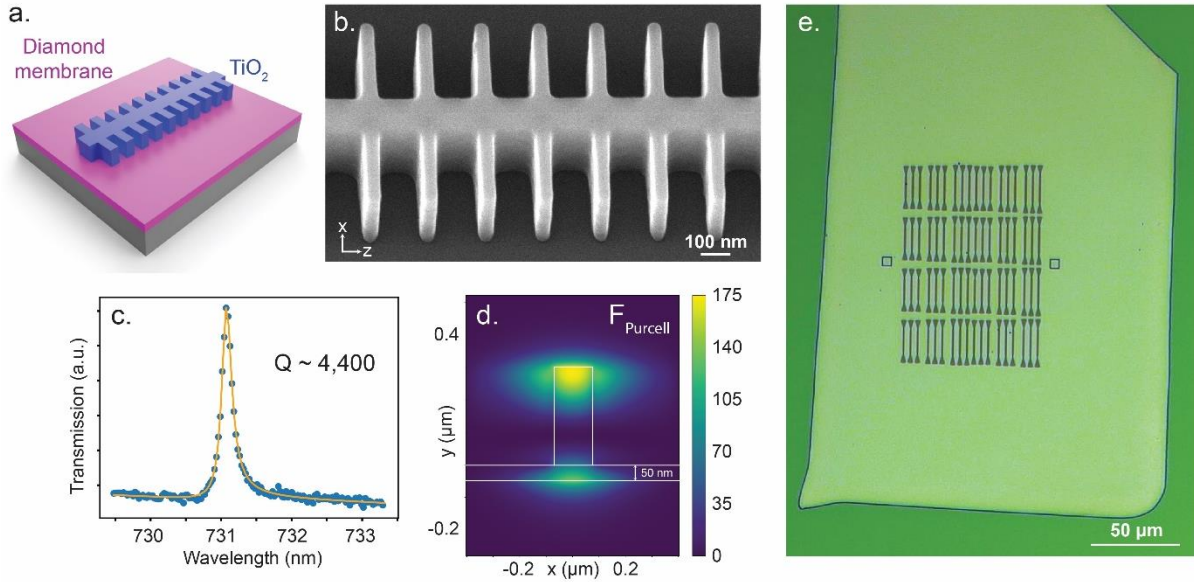 a.
Diamond
membrane
TiO₂
b.
x
z
100 nm
c.
Q ~ 4,400
Transmission (a.u.)
730 731 732 733
Wavelength (nm)
d.
F_Purcell
0.4
y (µm)
-0.2
50 nm
-0.2 x (µm) 0.2
175
140
105
70
35
0
e.
50 µm